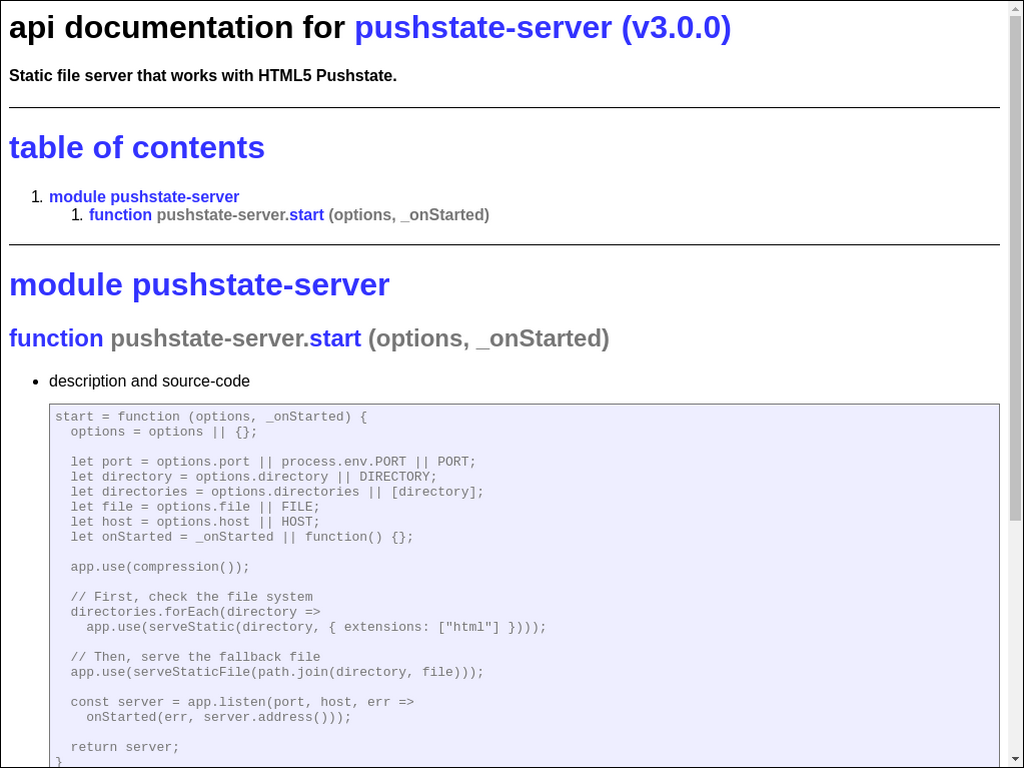 api documentation for pushstate-server (v3.0.0)
Static file server that works with HTML5 Pushstate.
table of contents
1. module pushstate-server
1. function pushstate-server.start (options, _onStarted)
module pushstate-server
function pushstate-server.start (options, _onStarted)
• description and source-code
start = function (options, _onStarted) {
  options = options || {};

  let port = options.port || process.env.PORT || PORT;
  let directory = options.directory || DIRECTORY;
  let directories = options.directories || [directory];
  let file = options.file || FILE;
  let host = options.host || HOST;
  let onStarted = _onStarted || function() {};

  app.use(compression());

  // First, check the file system
  directories.forEach(directory =>
    app.use(serveStatic(directory, { extensions: ["html"] })));

  // Then, serve the fallback file
  app.use(serveStaticFile(path.join(directory, file)));

  const server = app.listen(port, host, err =>
    onStarted(err, server.address()));

  return server;
}